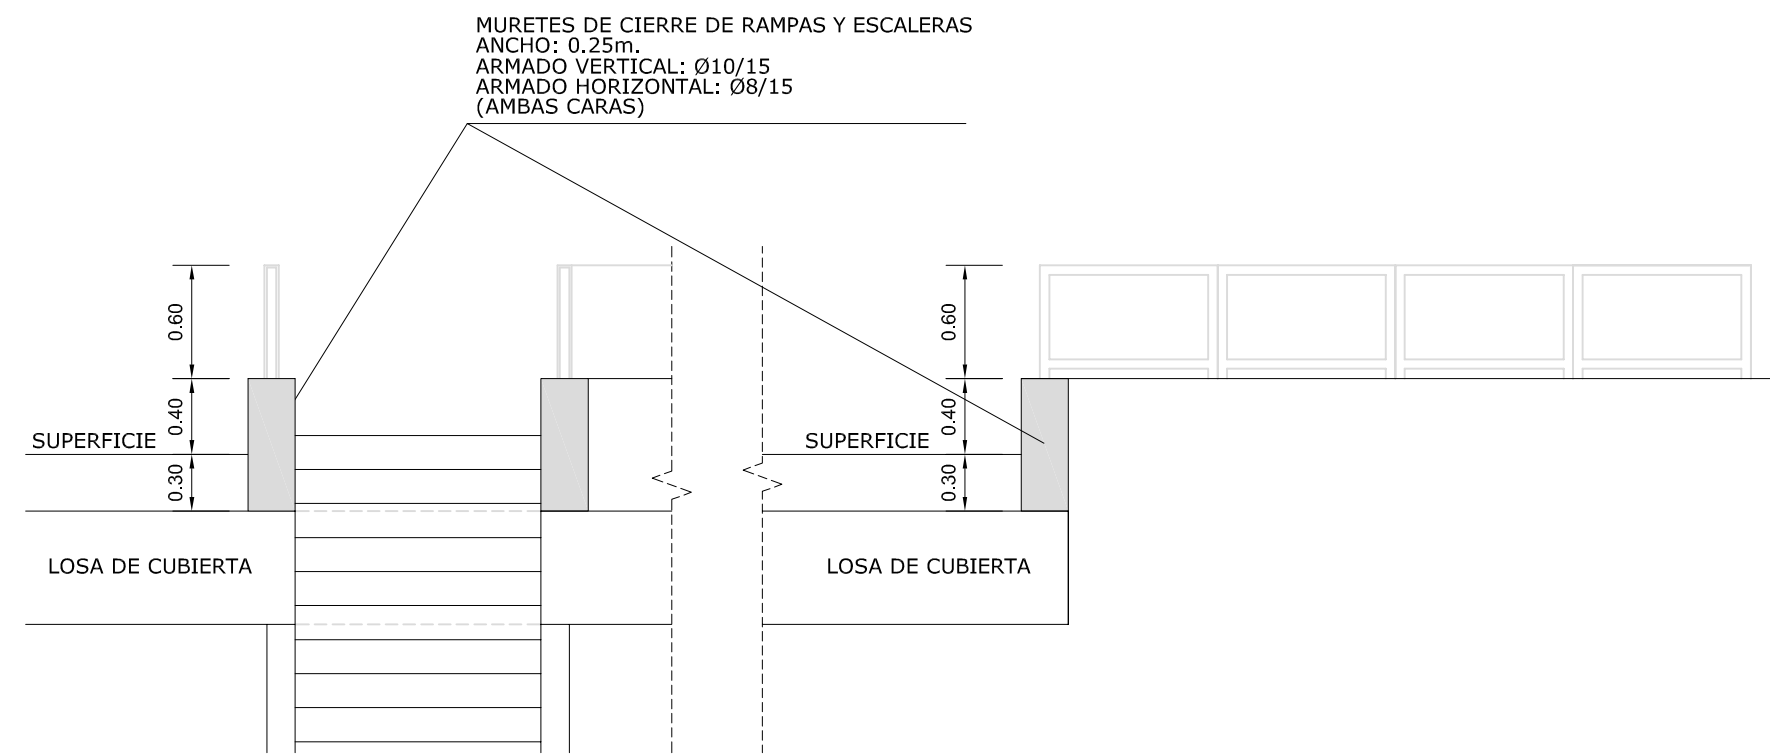 MURETES DE CIERRE DE RAMPAS Y ESCALERAS
ANCHO: 0.25m.
ARMADO VERTICAL: Ø10/15
ARMADO HORIZONTAL: Ø8/15
(AMBAS CARAS)
0.60
0.40
0.30
SUPERFICIE
LOSA DE CUBIERTA
0.60
0.40
0.30
SUPERFICIE
LOSA DE CUBIERTA